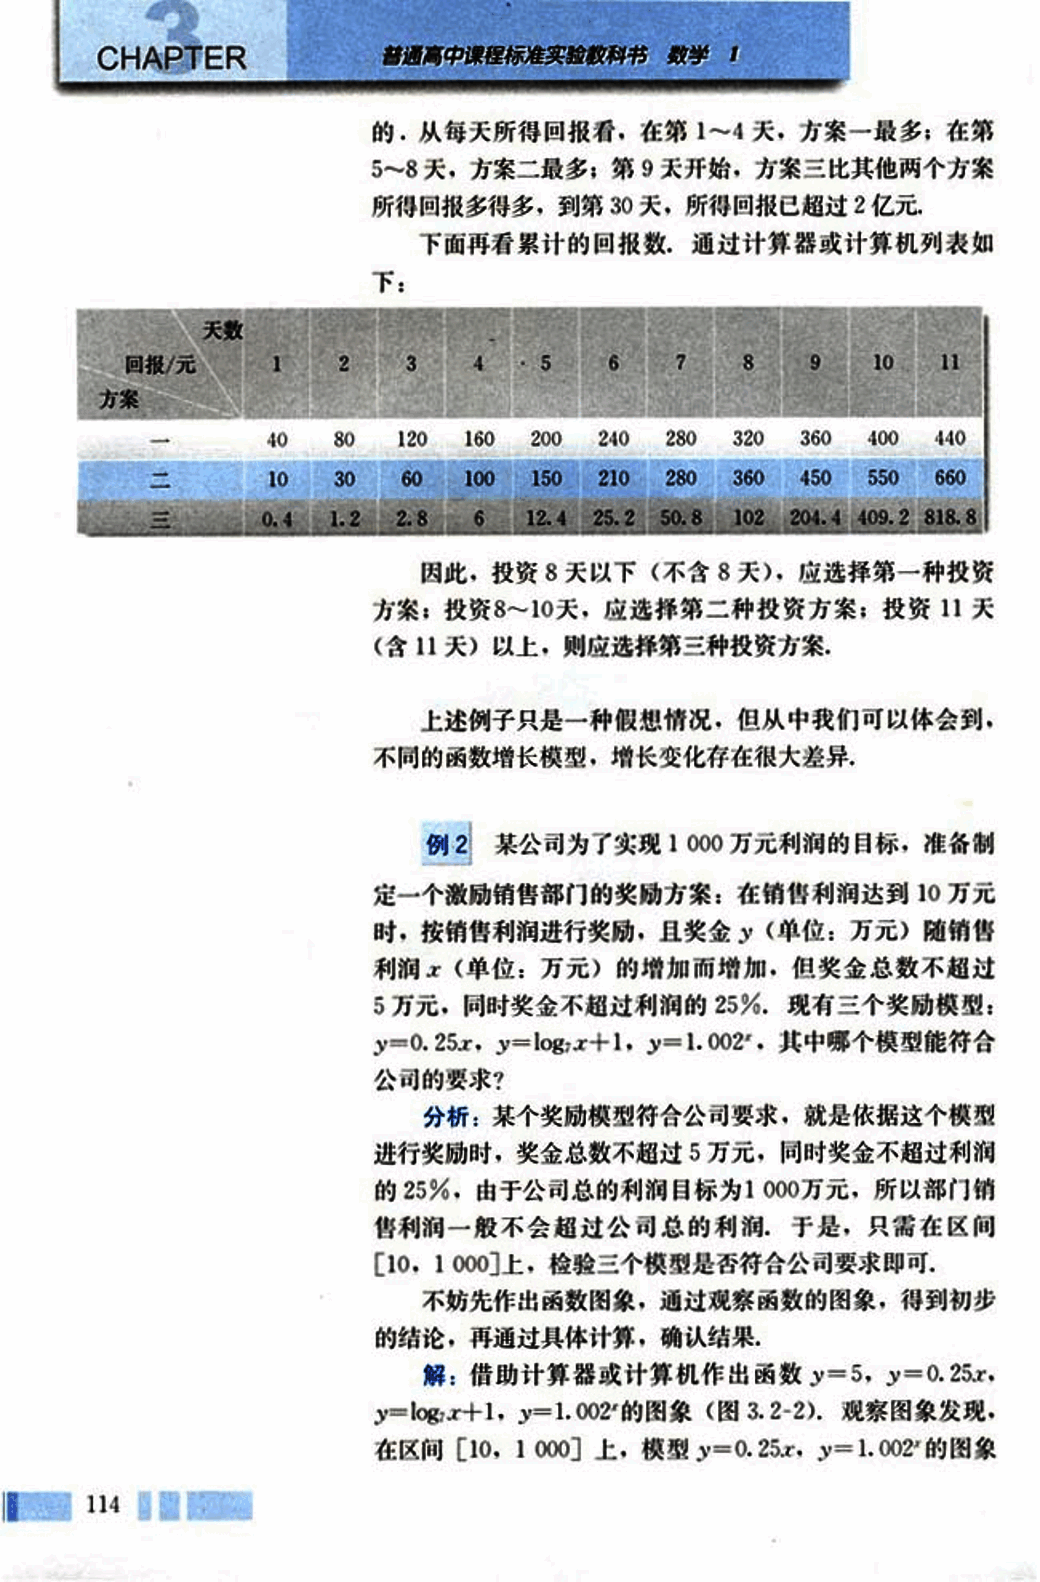 3
CHAPTER
普通高中课程标准实验教科书 数学 1
的. 从每天所得回报看, 在第 1~4 天, 方案一最多; 在第
5~8 天, 方案二最多; 第 9 天开始, 方案三比其他两个方案
所得回报多得多, 到第 30 天, 所得回报已超过 2 亿元.
下面再看累计的回报数. 通过计算器或计算机列表如
下:
天数
回报/元 1 2 3 4 5 6 7 8 9 10 11
方案
一 40 80 120 160 200 240 280 320 360 400 440
二 10 30 60 100 150 210 280 360 450 550 660
三 0.4 1.2 2.8 6 12.4 25.2 50.8 102 204.4 409.2 818.8
因此, 投资 8 天以下 (不含 8 天), 应选择第一种投资
方案; 投资8~10天, 应选择第二种投资方案; 投资 11 天
(含 11 天) 以上, 则应选择第三种投资方案.
上述例子只是一种假想情况, 但从中我们可以体会到,
不同的函数增长模型, 增长变化存在很大差异.
例 2 某公司为了实现 1 000 万元利润的目标, 准备制
定一个激励销售部门的奖励方案: 在销售利润达到 10 万元
时, 按销售利润进行奖励, 且奖金 y (单位: 万元) 随销售
利润 x (单位: 万元) 的增加而增加, 但奖金总数不超过
5 万元, 同时奖金不超过利润的 25%. 现有三个奖励模型:
y=0.25x, y=log₇x+1, y=1.002ˣ, 其中哪个模型能符合
公司的要求?
分析: 某个奖励模型符合公司要求, 就是依据这个模型
进行奖励时, 奖金总数不超过 5 万元, 同时奖金不超过利润
的 25%, 由于公司总的利润目标为1 000万元, 所以部门销
售利润一般不会超过公司总的利润. 于是, 只需在区间
[10, 1 000]上, 检验三个模型是否符合公司要求即可.
不妨先作出函数图象, 通过观察函数的图象, 得到初步
的结论, 再通过具体计算, 确认结果.
解: 借助计算器或计算机作出函数 y=5, y=0.25x,
y=log₇x+1, y=1.002ˣ的图象 (图 3.2-2). 观察图象发现,
在区间 [10, 1 000] 上, 模型 y=0.25x, y=1.002ˣ的图象
114